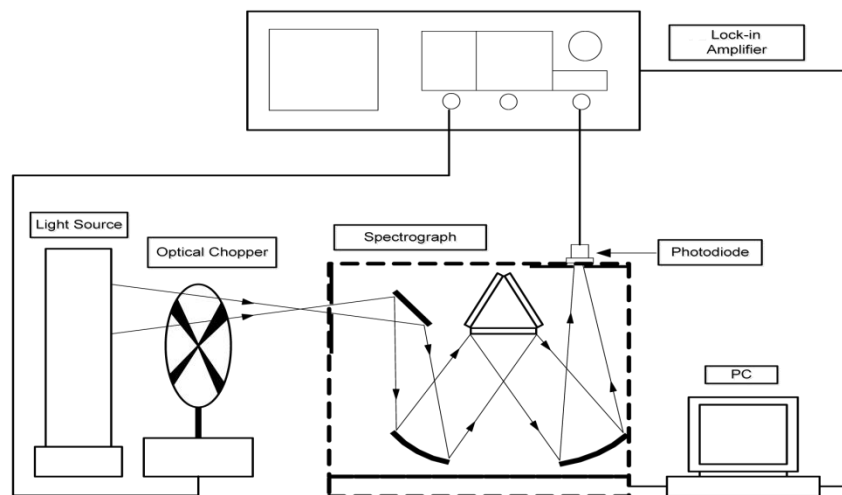 Lock-in
Amplifier
Light Source
Optical Chopper
Spectrograph
Photodiode
PC